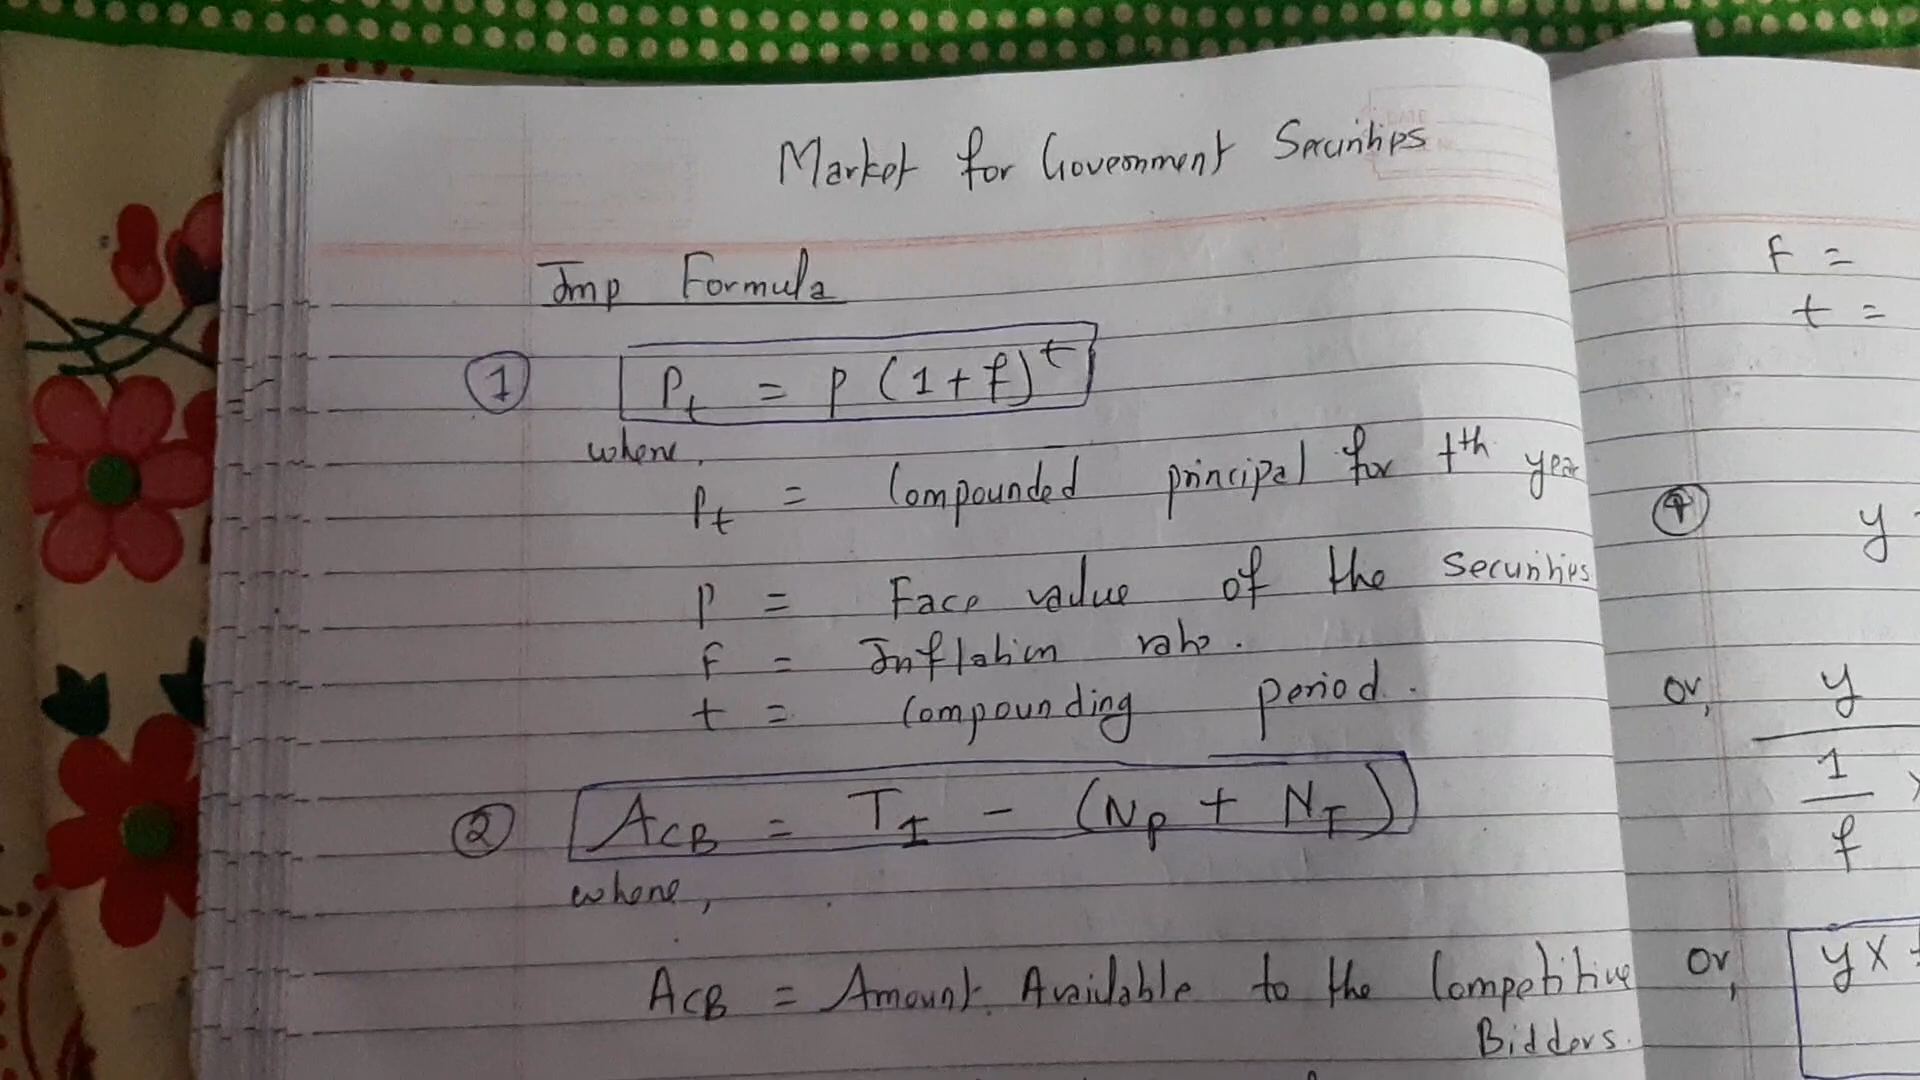 Market for Government Securities
Imp Formula
① Pt = P (1+f)^t
where,
Pt = Compounded principal for tth year
P = Face value of the securities
F = Inflation rate.
t = Compounding period.
② ACB = TI - (NP + NI)
where,
ACB = Amount Available to the Competitive
Bidders.
F =
t =
④ y
or, y
1
f
or, yx